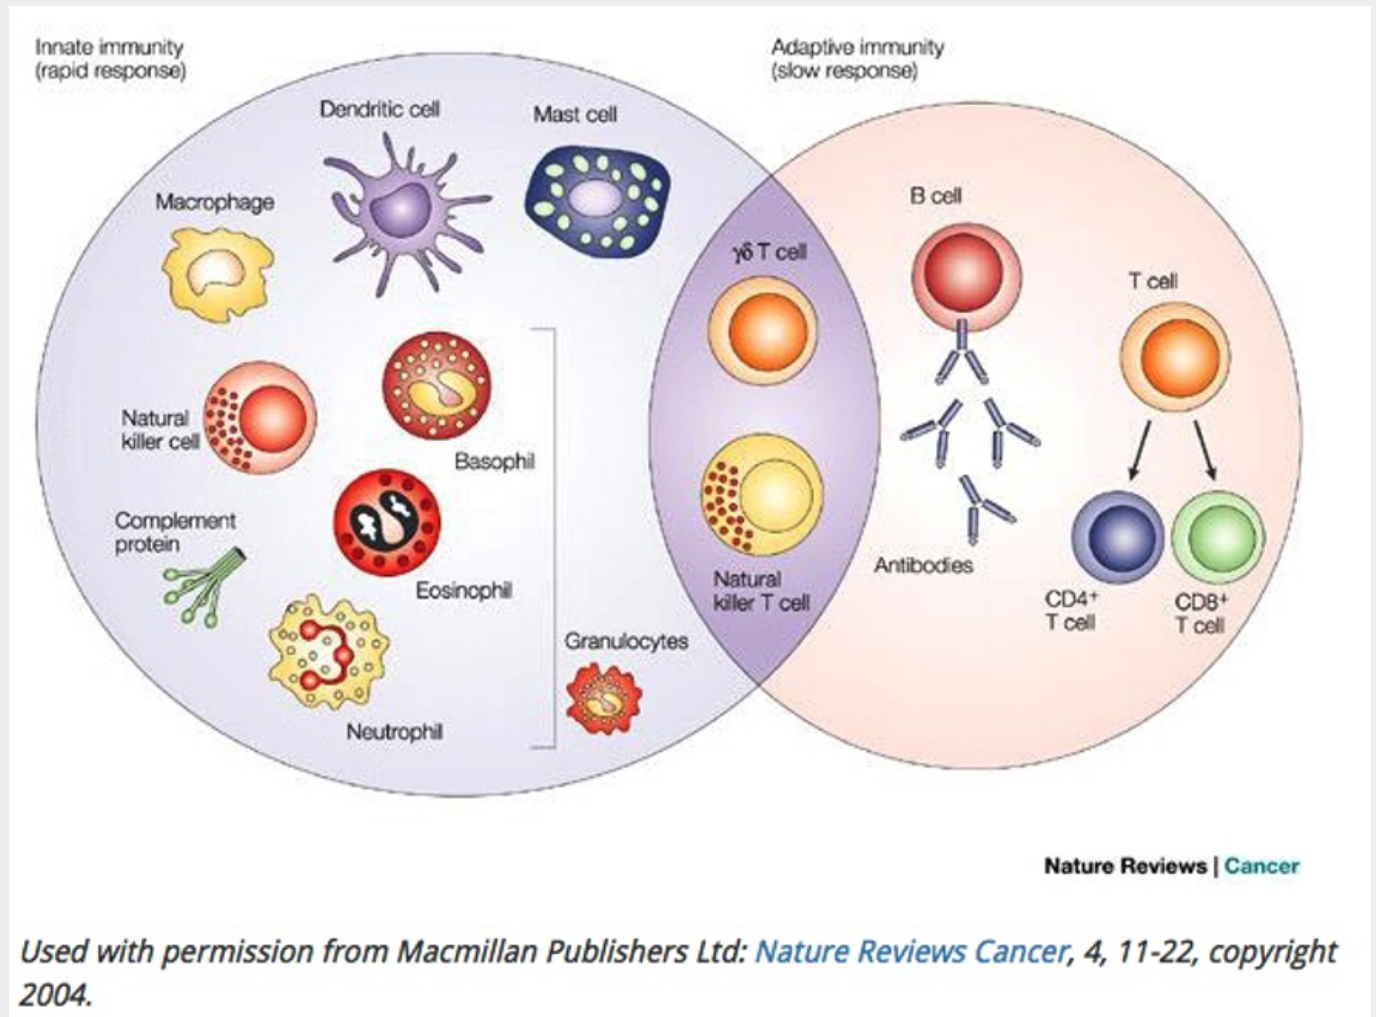 Innate immunity
(rapid response)
Adaptive immunity
(slow response)
Dendritic cell
Mast cell
Macrophage
B cell
γδ T cell
T cell
Natural
killer cell
Basophil
Complement
protein
Eosinophil
Antibodies
Natural
killer T cell
CD4+
T cell
CD8+
T cell
Granulocytes
Neutrophil
Nature Reviews | Cancer
Used with permission from Macmillan Publishers Ltd: Nature Reviews Cancer, 4, 11-22, copyright
2004.